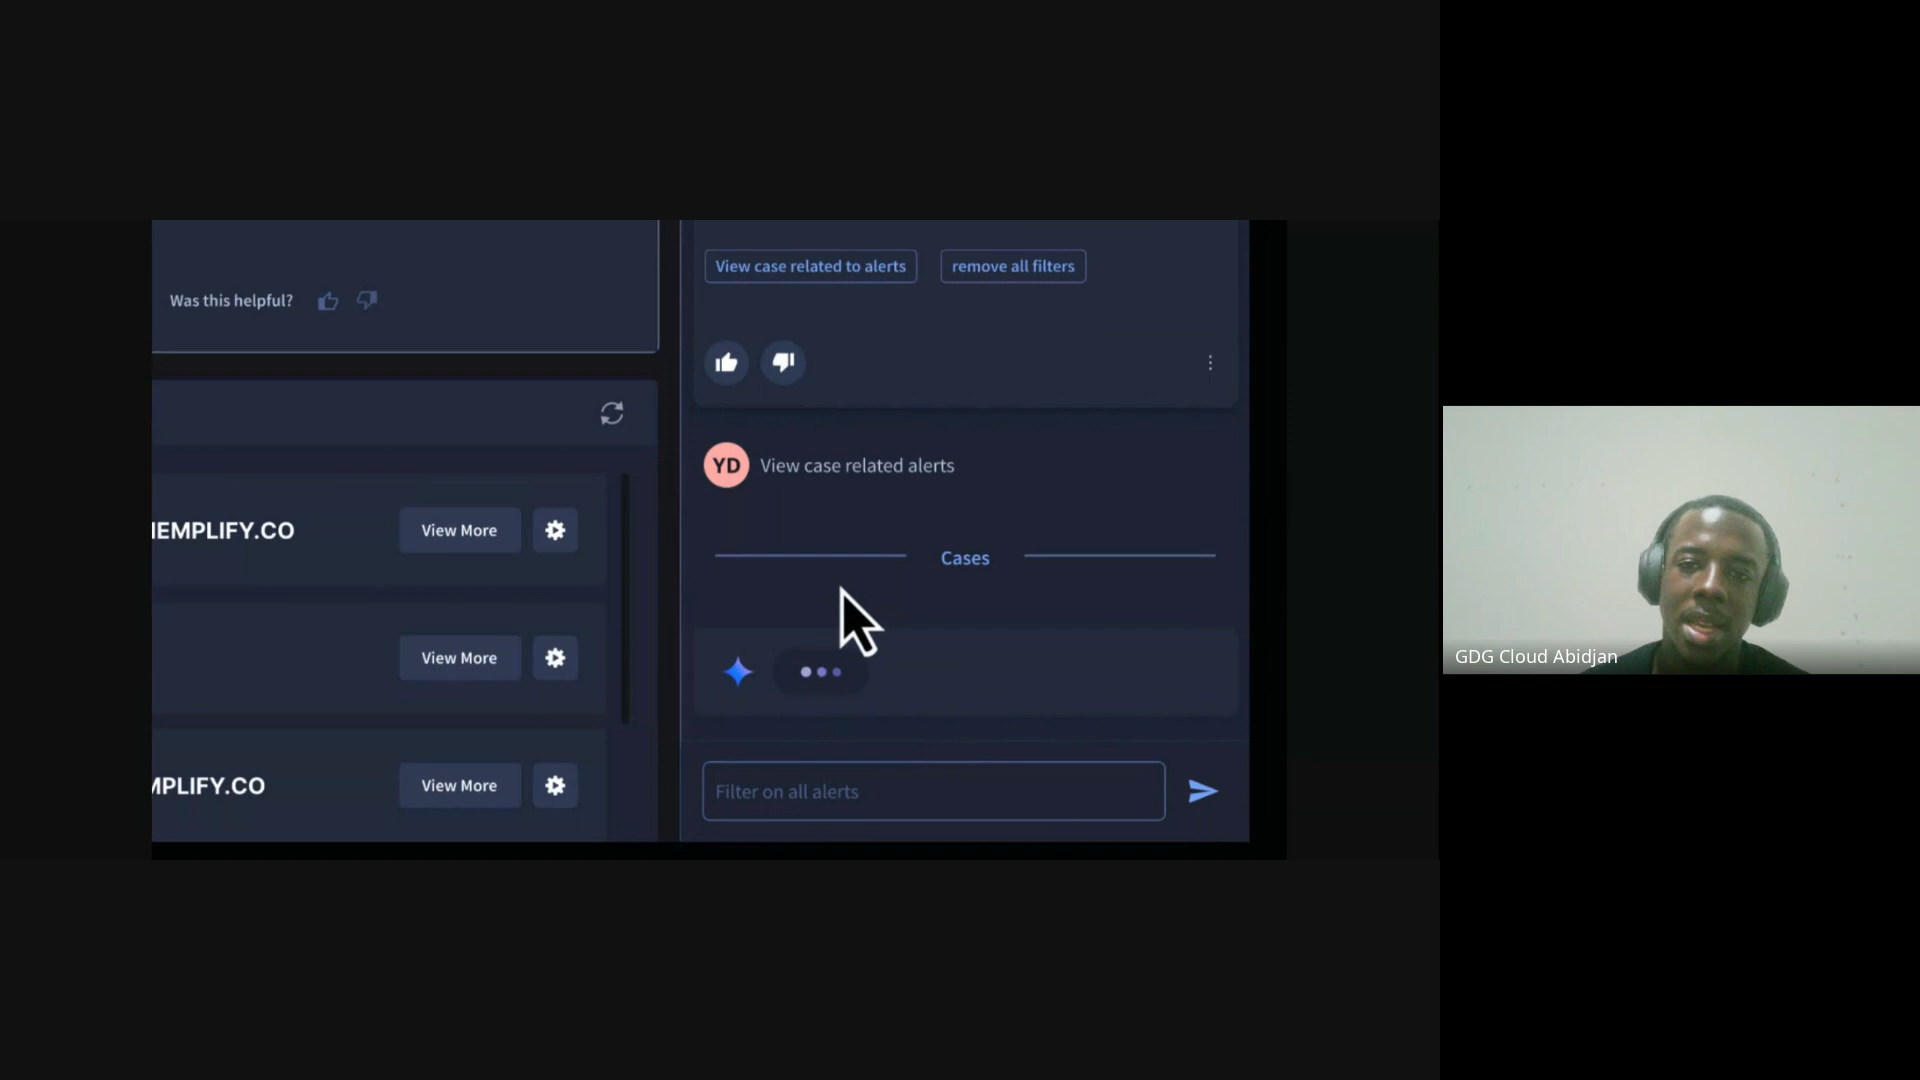 Was this helpful?
IEMPLIFY.CO
View More
View More
MPLIFY.CO
View More
View case related to alerts
remove all filters
YD
View case related alerts
Cases
Filter on all alerts
GDG Cloud Abidjan